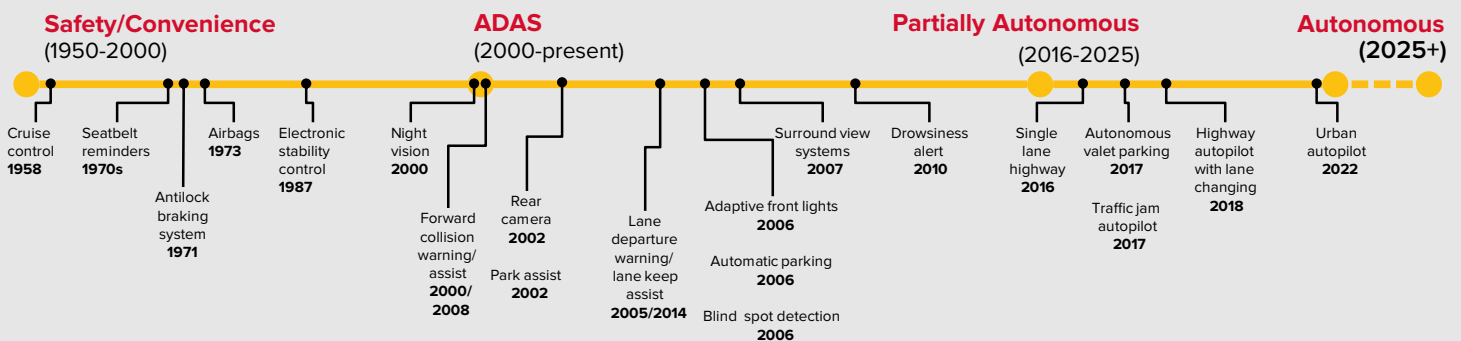 Safety/Convenience
(1950-2000)
ADAS
(2000-present)
Partially Autonomous
(2016-2025)
Autonomous
(2025+)
Cruise
control
1958
Seatbelt
reminders
1970s
Antilock
braking
system
1971
Airbags
1973
Electronic
stability
control
1987
Night
vision
2000
Forward
collision
warning/
assist
2000/
2008
Rear
camera
2002
Park assist
2002
Lane
departure
warning/
lane keep
assist
2005/2014
Adaptive front lights
2006
Automatic parking
2006
Blind spot detection
2006
Surround view
systems
2007
Drowsiness
alert
2010
Single
lane
highway
2016
Autonomous
valet parking
2017
Traffic jam
autopilot
2017
Highway
autopilot
with lane
changing
2018
Urban
autopilot
2022